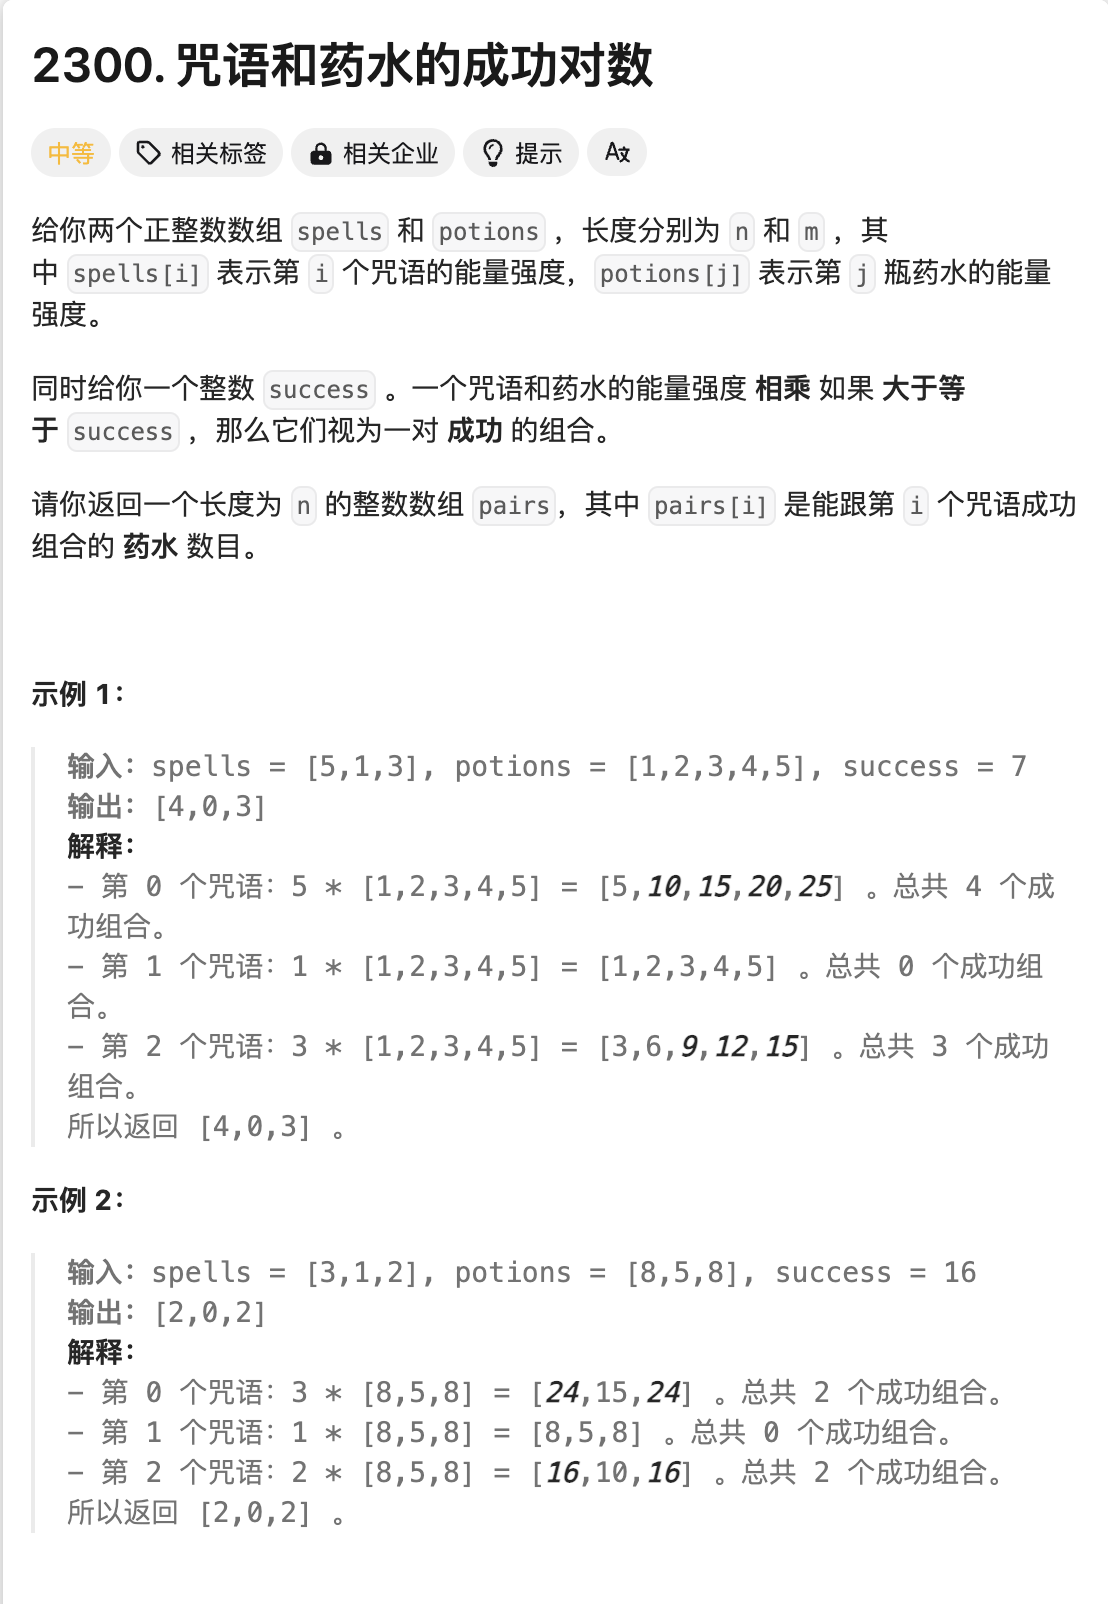 2300. 咒语和药水的成功对数
中等 相关标签 相关企业 提示
给你两个正整数数组 spells 和 potions ，长度分别为 n 和 m ，其
中 spells[i] 表示第 i 个咒语的能量强度，potions[j] 表示第 j 瓶药水的能量
强度。
同时给你一个整数 success 。一个咒语和药水的能量强度 相乘 如果 大于等
于 success ，那么它们视为一对 成功 的组合。
请你返回一个长度为 n 的整数数组 pairs，其中 pairs[i] 是能跟第 i 个咒语成功
组合的 药水 数目。
示例 1：
输入：spells = [5,1,3], potions = [1,2,3,4,5], success = 7
输出：[4,0,3]
解释：
- 第 0 个咒语：5 * [1,2,3,4,5] = [5,10,15,20,25] 。总共 4 个成
功组合。
- 第 1 个咒语：1 * [1,2,3,4,5] = [1,2,3,4,5] 。总共 0 个成功组
合。
- 第 2 个咒语：3 * [1,2,3,4,5] = [3,6,9,12,15] 。总共 3 个成功
组合。
所以返回 [4,0,3] 。
示例 2：
输入：spells = [3,1,2], potions = [8,5,8], success = 16
输出：[2,0,2]
解释：
- 第 0 个咒语：3 * [8,5,8] = [24,15,24] 。总共 2 个成功组合。
- 第 1 个咒语：1 * [8,5,8] = [8,5,8] 。总共 0 个成功组合。
- 第 2 个咒语：2 * [8,5,8] = [16,10,16] 。总共 2 个成功组合。
所以返回 [2,0,2] 。